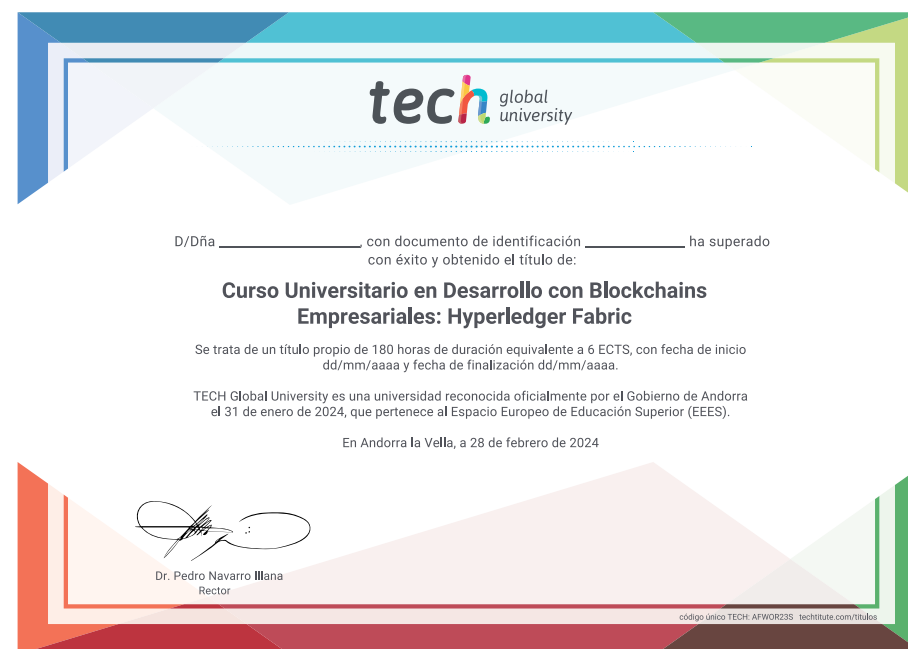 tech global
university
D/Dña ____________________, con documento de identificación ______________ ha superado
con éxito y obtenido el título de:
Curso Universitario en Desarrollo con Blockchains
Empresariales: Hyperledger Fabric
Se trata de un título propio de 180 horas de duración equivalente a 6 ECTS, con fecha de inicio
dd/mm/aaaa y fecha de finalización dd/mm/aaaa.
TECH Global University es una universidad reconocida oficialmente por el Gobierno de Andorra
el 31 de enero de 2024, que pertenece al Espacio Europeo de Educación Superior (EEES).
En Andorra la Vella, a 28 de febrero de 2024
Dr. Pedro Navarro Illana
Rector
código único TECH: AFWOR23S techtitute.com/titulos